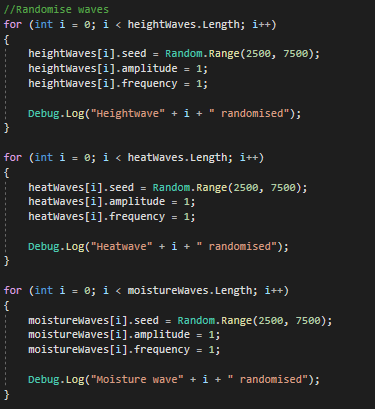 //Randomise waves
for (int i = 0; i < heightWaves.Length; i++)
{
    heightWaves[i].seed = Random.Range(2500, 7500);
    heightWaves[i].amplitude = 1;
    heightWaves[i].frequency = 1;

    Debug.Log("Heightwave" + i + " randomised");
}

for (int i = 0; i < heatWaves.Length; i++)
{
    heatWaves[i].seed = Random.Range(2500, 7500);
    heatWaves[i].amplitude = 1;
    heatWaves[i].frequency = 1;

    Debug.Log("Heatwave" + i + " randomised");
}

for (int i = 0; i < moistureWaves.Length; i++)
{
    moistureWaves[i].seed = Random.Range(2500, 7500);
    moistureWaves[i].amplitude = 1;
    moistureWaves[i].frequency = 1;

    Debug.Log("Moisture wave" + i + " randomised");
}